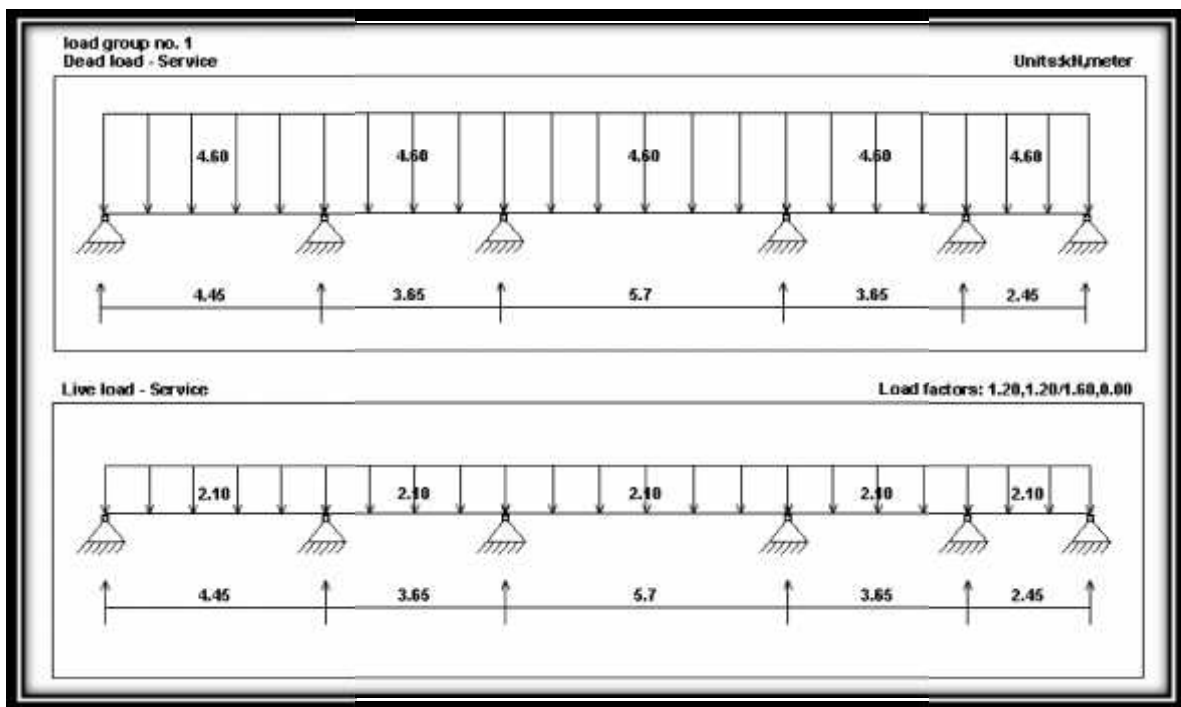 load group no. 1
Dead load - Service Units:kN,meter
4.60 4.60 4.60 4.60 4.60
4.45 3.65 5.7 3.65 2.45
Live load - Service Load factors: 1.20,1.20/1.60,0.00
2.10 2.10 2.10 2.10 2.10
4.45 3.65 5.7 3.65 2.45